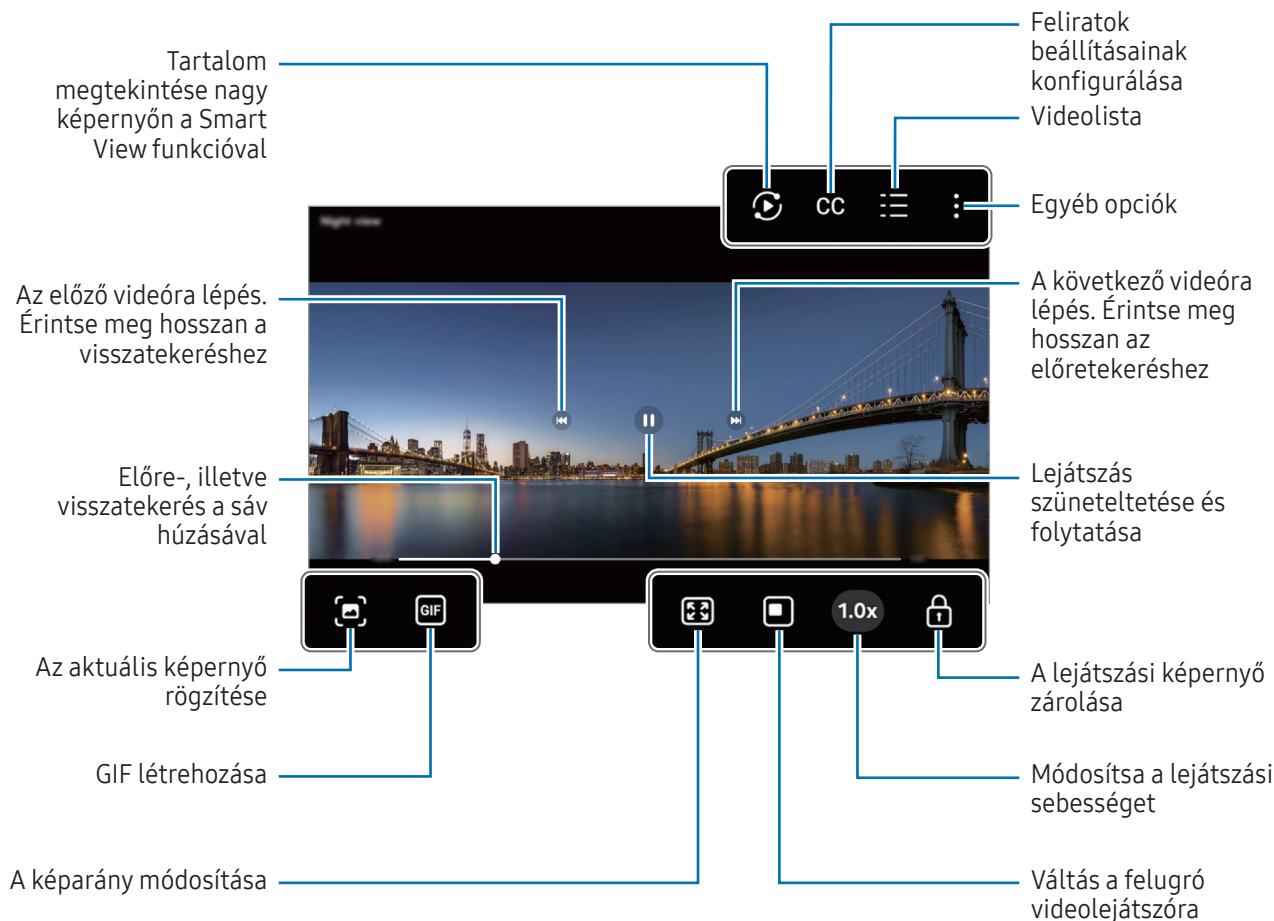 Tartalom
megtekintése nagy
képernyőn a Smart
View funkcióval
Feliratok
beállításainak
konfigurálása
Videolista
CC
Egyéb opciók
Night view
Az előző videóra lépés.
Érintse meg hosszan a
visszatekeréshez
A következő videóra
lépés. Érintse meg
hosszan az
előretekeréshez
Előre-, illetve
visszatekerés a sáv
húzásával
Lejátszás
szüneteltetése és
folytatása
GIF
1.0x
Az aktuális képernyő
rögzítése
A lejátszási képernyő
zárolása
GIF létrehozása
Módosítsa a lejátszási
sebességet
A képarány módosítása
Váltás a felugró
videolejátszóra